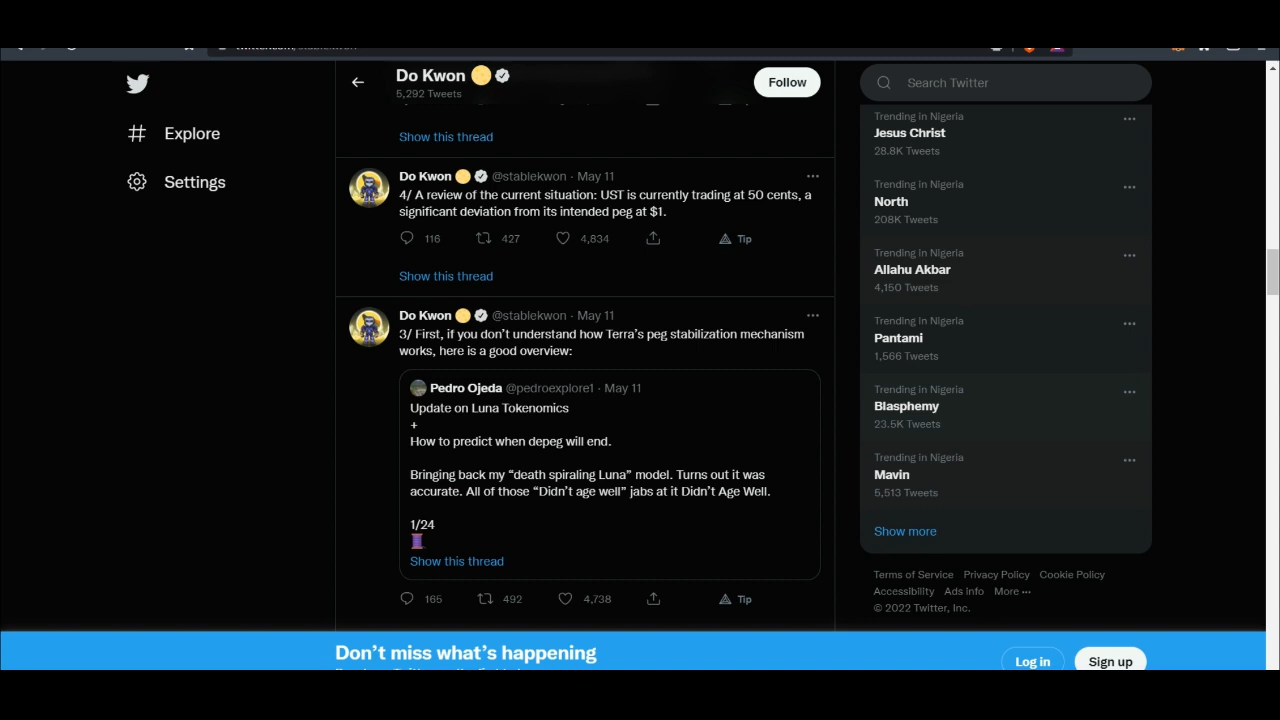 Do Kwon
5,292 Tweets
Follow
Explore
Settings
Show this thread
Do Kwon @stablekwon · May 11
4/ A review of the current situation: UST is currently trading at 50 cents, a
significant deviation from its intended peg at $1.
116 427 4,834 Tip
Show this thread
Do Kwon @stablekwon · May 11
3/ First, if you don’t understand how Terra’s peg stabilization mechanism
works, here is a good overview:
Pedro Ojeda @pedroexplore1 · May 11
Update on Luna Tokenomics
+
How to predict when depeg will end.
Bringing back my “death spiraling Luna” model. Turns out it was
accurate. All of those “Didn’t age well” jabs at it Didn’t Age Well.
1/24
Show this thread
165 492 4,738 Tip
Search Twitter
Trending in Nigeria
Jesus Christ
28.8K Tweets
Trending in Nigeria
North
208K Tweets
Trending in Nigeria
Allahu Akbar
4,150 Tweets
Trending in Nigeria
Pantami
1,566 Tweets
Trending in Nigeria
Blasphemy
23.5K Tweets
Trending in Nigeria
Mavin
5,513 Tweets
Show more
Terms of Service Privacy Policy Cookie Policy
Accessibility Ads info More ···
© 2022 Twitter, Inc.
Don’t miss what’s happening
Log in
Sign up